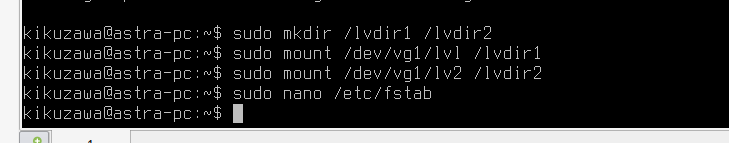 kikuzawa@astra-pc:~$ sudo mkdir /lvdir1 /lvdir2
kikuzawa@astra-pc:~$ sudo mount /dev/vg1/lvl /lvdir1
kikuzawa@astra-pc:~$ sudo mount /dev/vg1/lv2 /lvdir2
kikuzawa@astra-pc:~$ sudo nano /etc/fstab
kikuzawa@astra-pc:~$